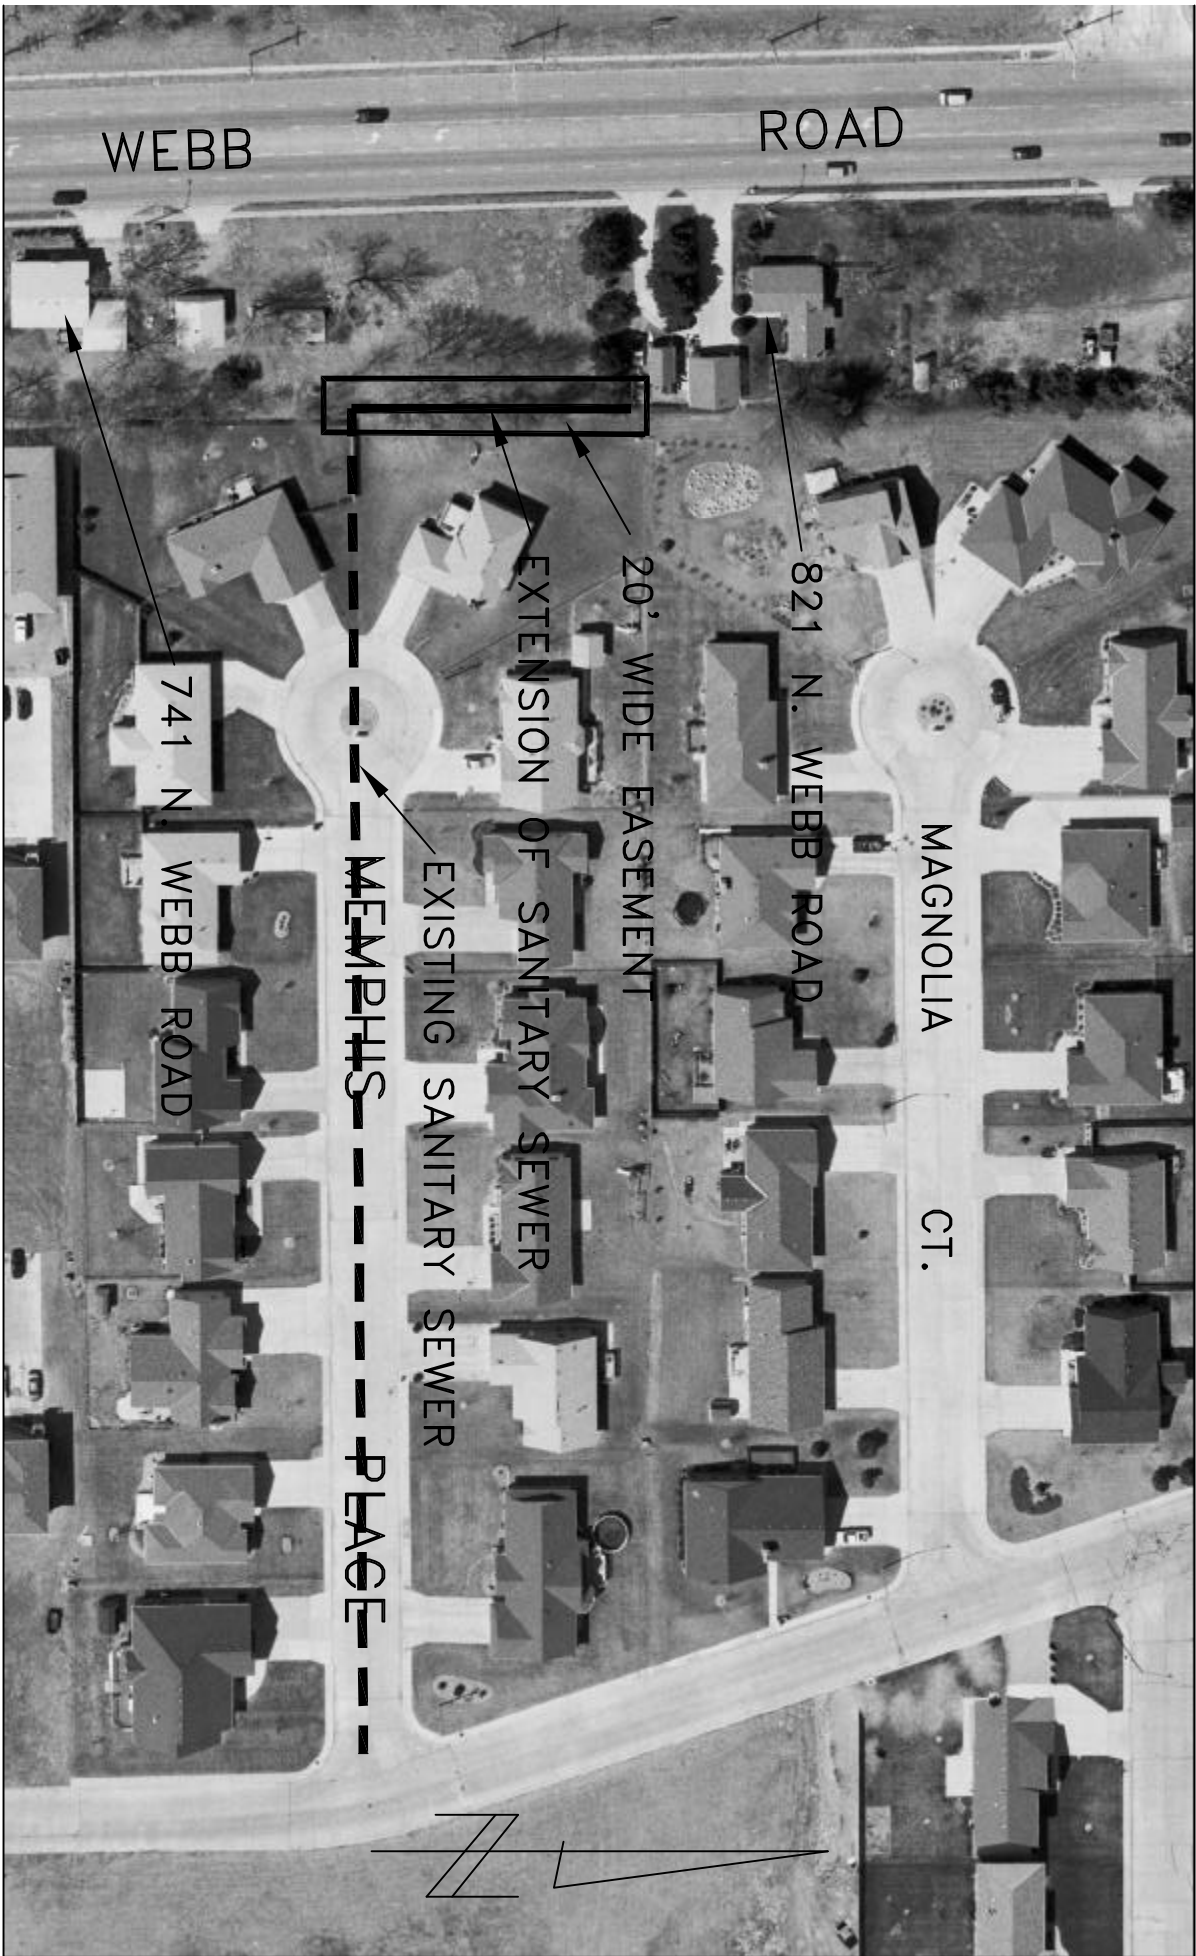 WEBB ROAD
821 N. WEBB ROAD
20' WIDE EASEMENT
EXTENSION OF SANITARY SEWER
EXISTING SANITARY SEWER
741 N. WEBB ROAD
MAGNOLIA CT.
MEMPHIS PLACE
N